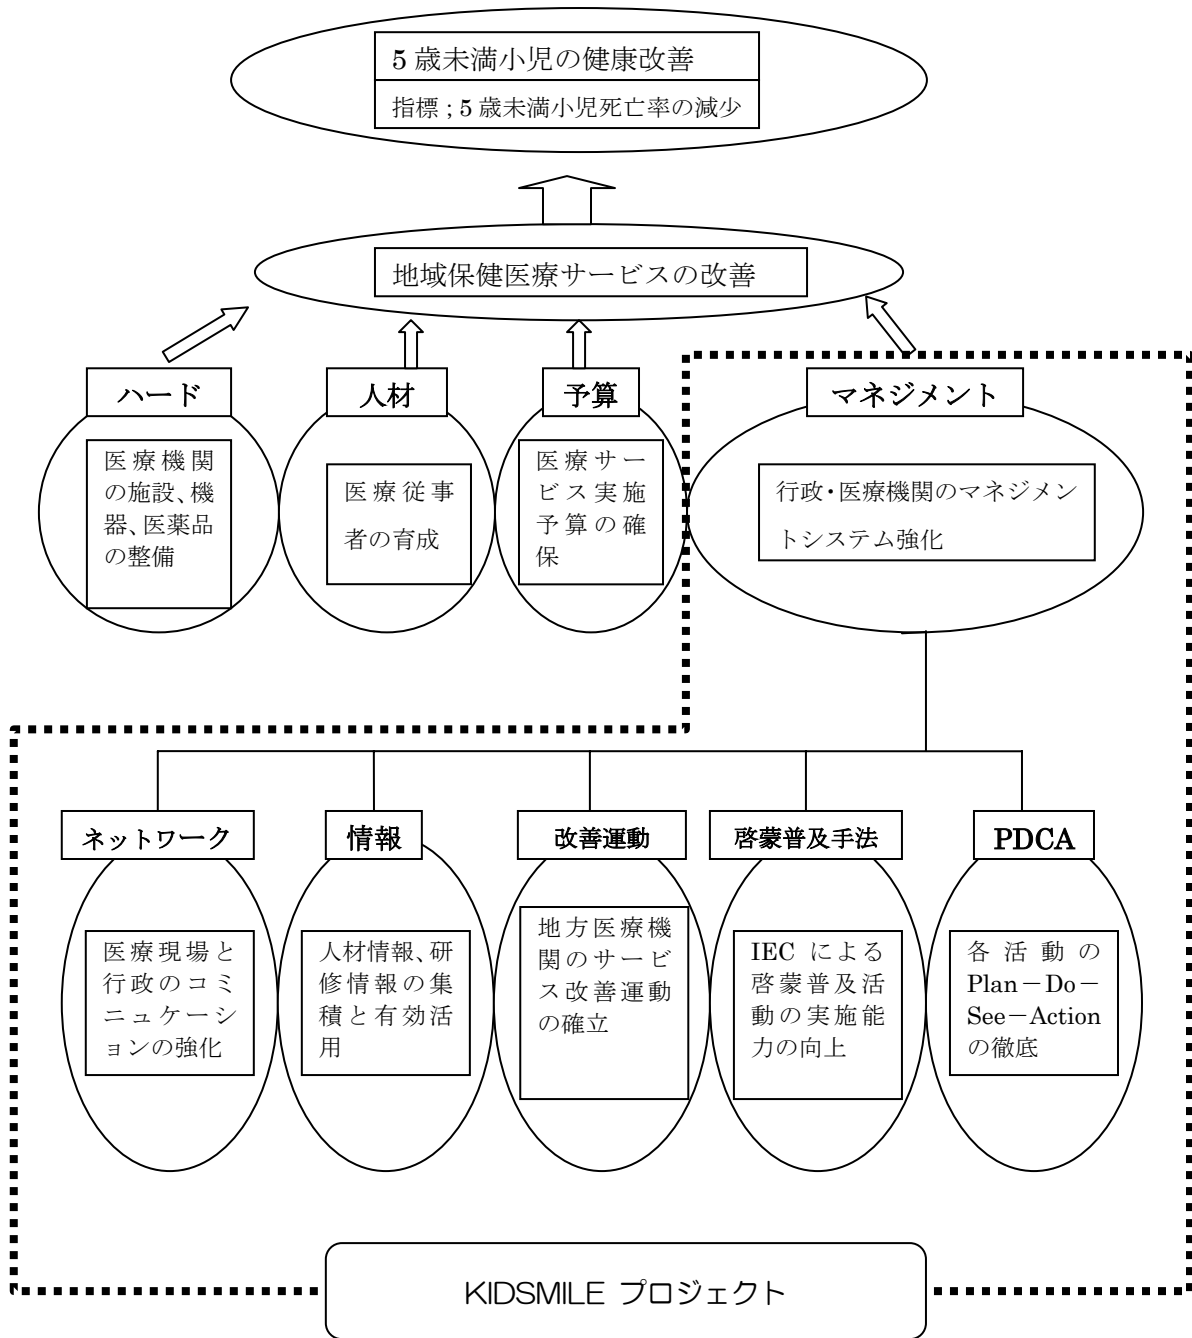 5 歳未満小児の健康改善
指標 ; 5 歳未満小児死亡率の減少
地域保健医療サービスの改善
ハード
医療機関
の施設、機
器、医薬品
の整備
人材
医療従事
者の育成
予算
医療サー
ビス実施
予算の確
保
マネジメント
行政・医療機関のマネジメン
トシステム強化
ネットワーク
医療現場と
行政のコミ
ニュケーシ
ョンの強化
情報
人材情報、研
修情報の集
積と有効活
用
改善運動
地方医療機
関のサービ
ス改善運動
の確立
啓蒙普及手法
IEC による
啓蒙普及活
動の実施能
力の向上
PDCA
各活動の
Plan－Do－
See－Action
の徹底
KIDSMILE プロジェクト